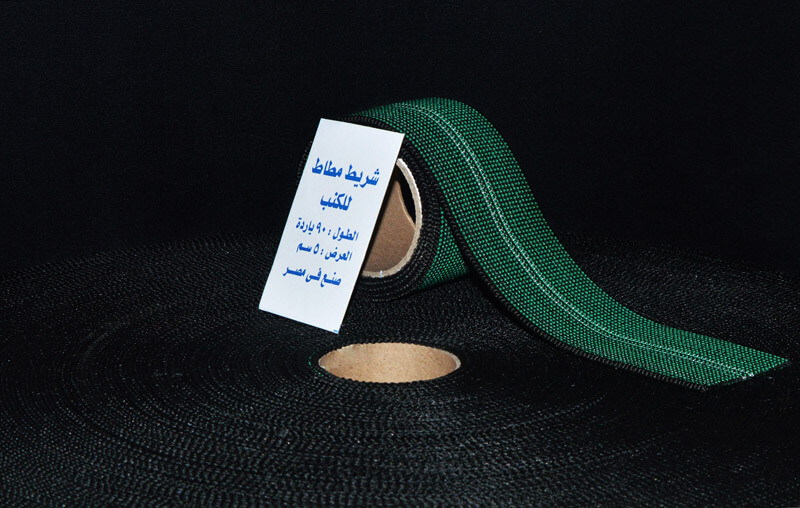 شريط مطاط
للكنب
الطول : ٩٠ ياردة
العرض : ٥ سم
صنع فى مصر